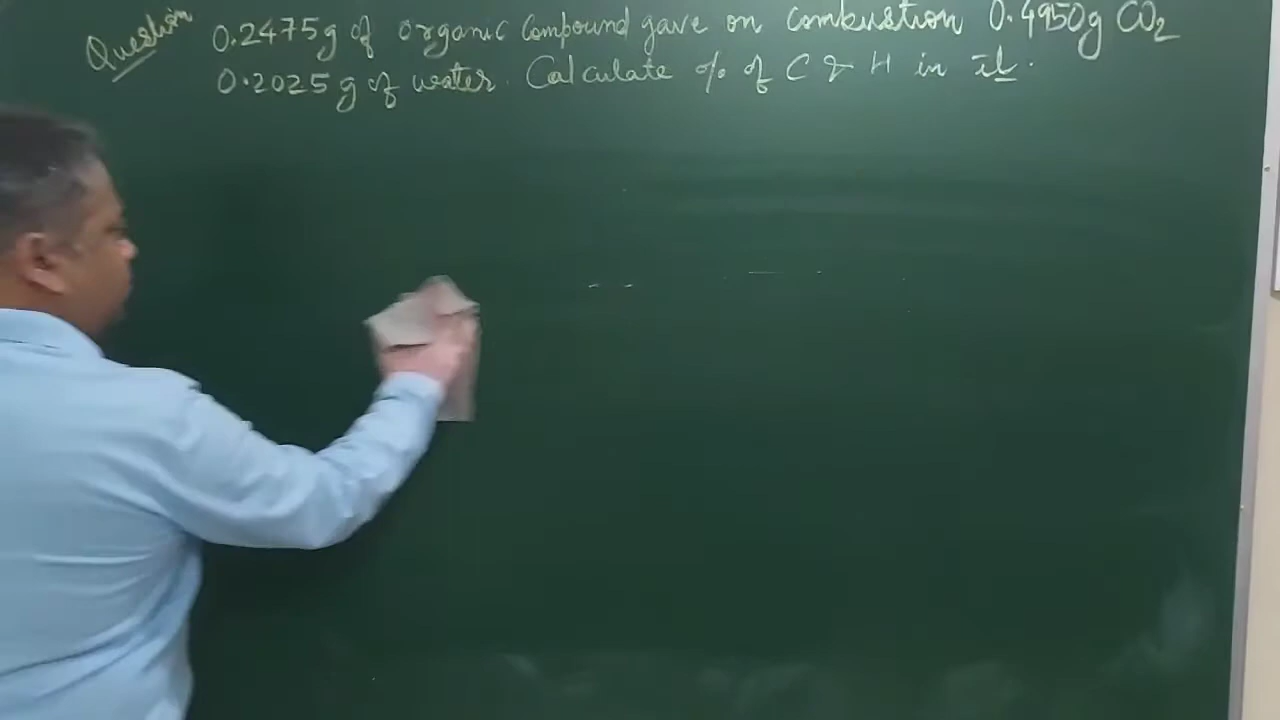 Question 0.2475g of organic compound gave on combustion 0.4950g CO2
0.2025g of water. Calculate % of C & H in it.